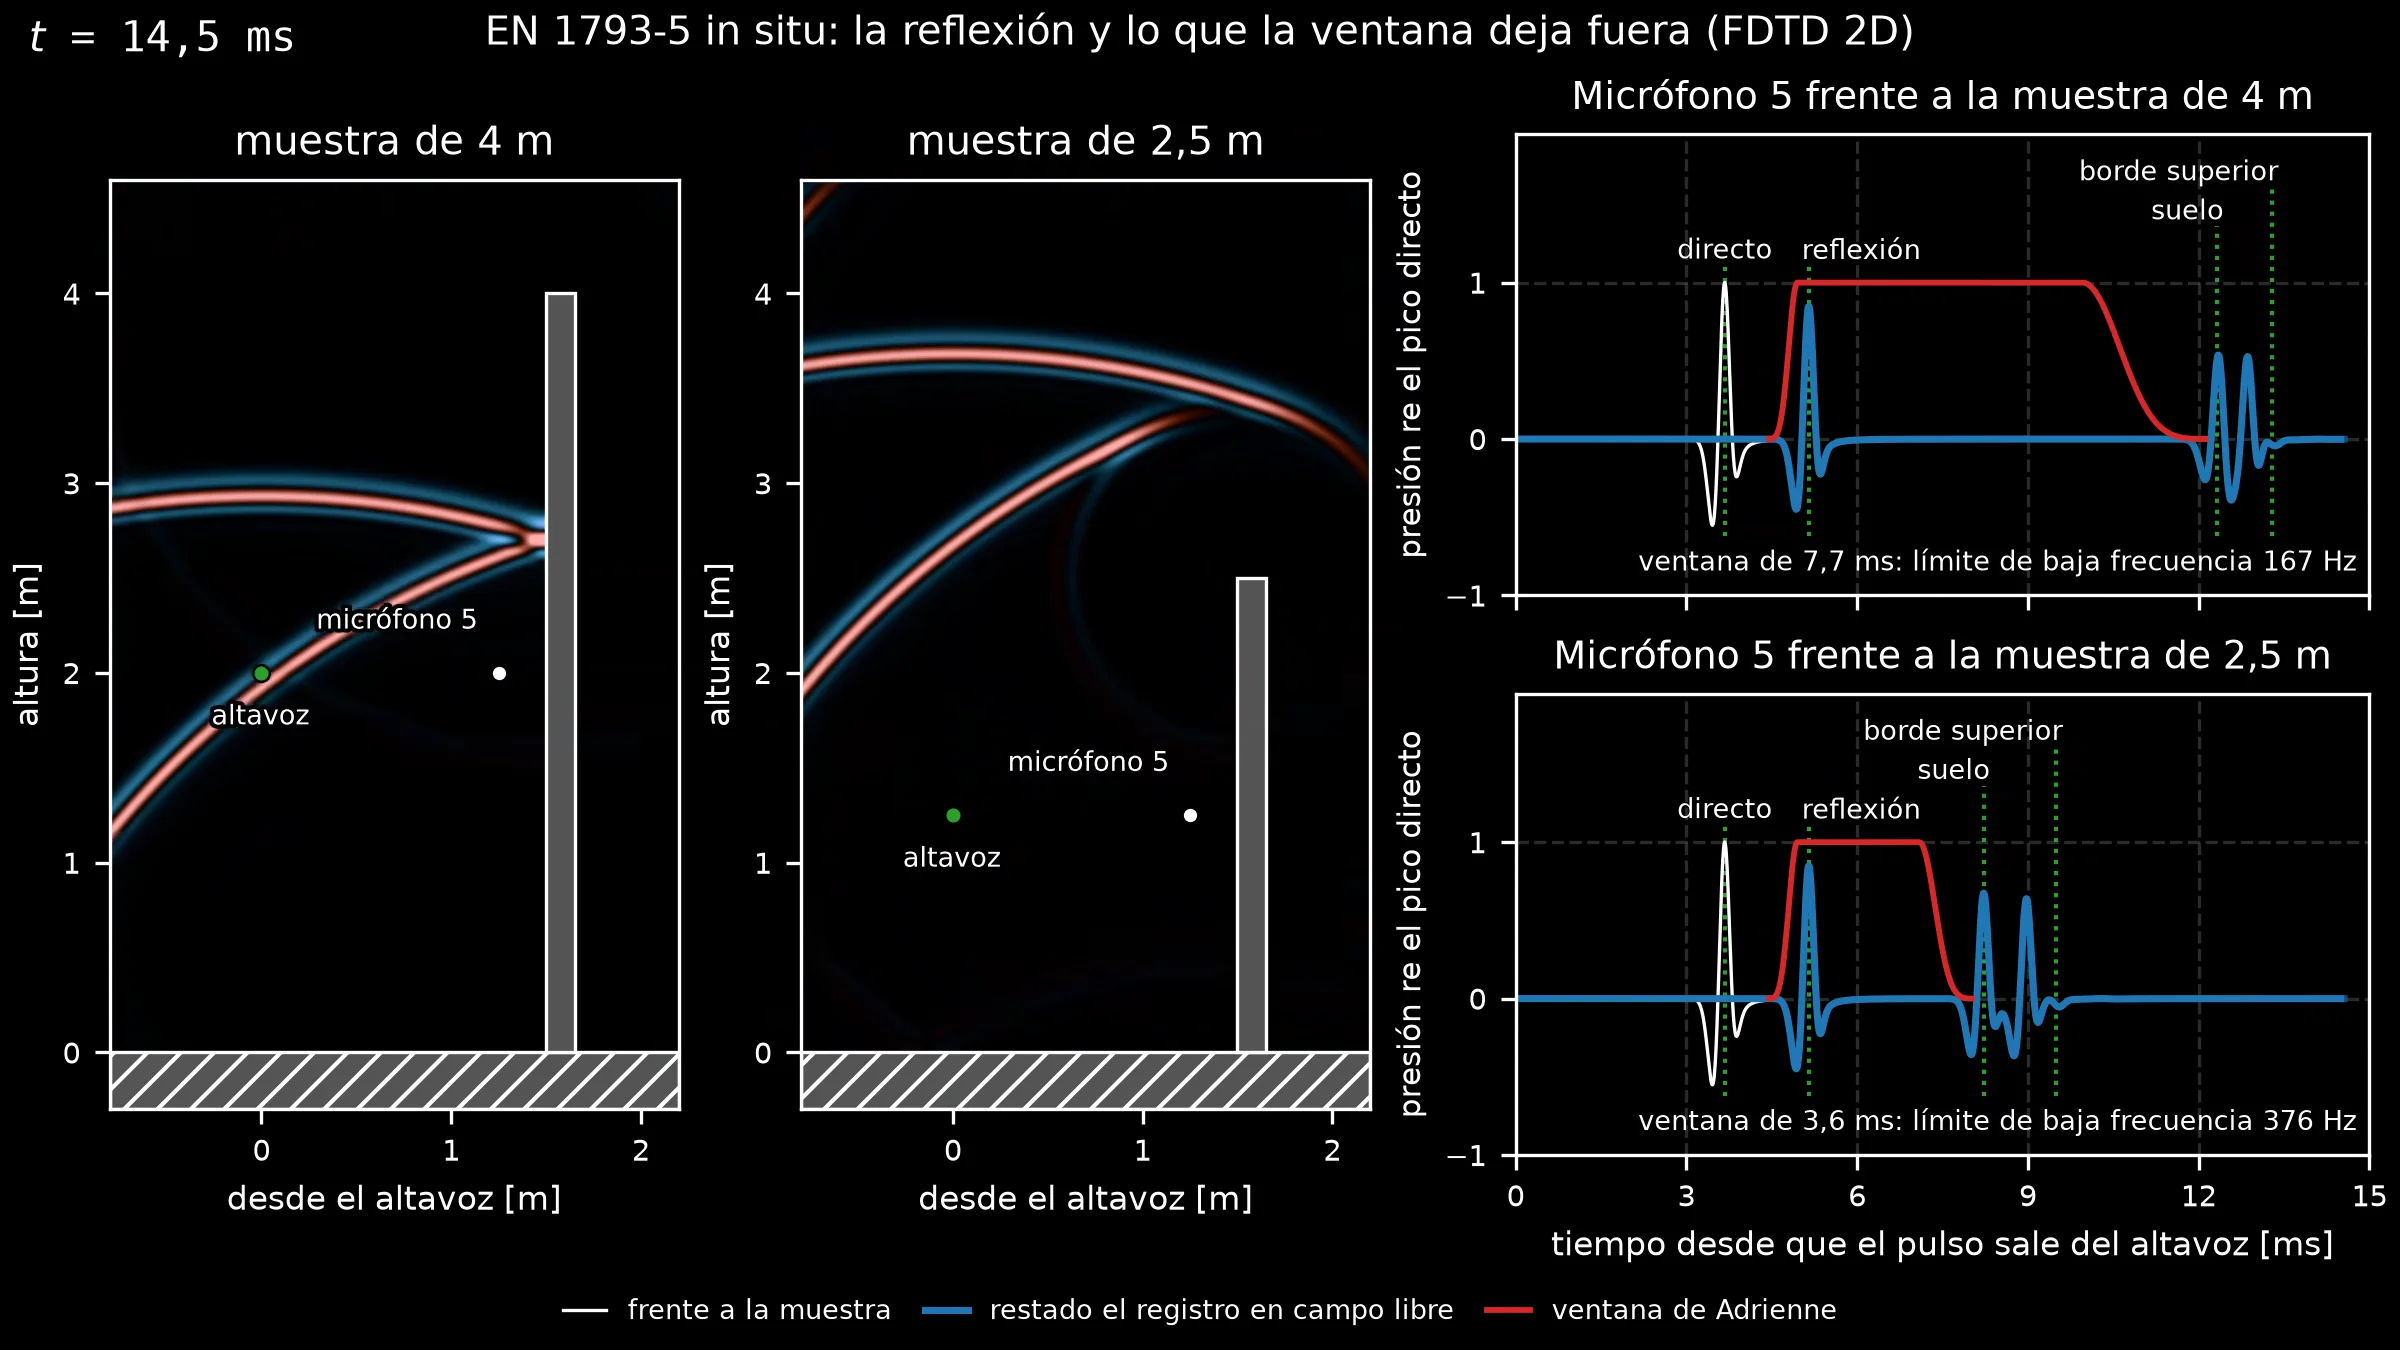 t = 14,5 ms
EN 1793-5 in situ: la reflexión y lo que la ventana deja fuera (FDTD 2D)
muestra de 4 m
altura [m]
4
3
2
1
0
micrófono 5
altavoz
0
1
2
desde el altavoz [m]
muestra de 2,5 m
altura [m]
4
3
2
1
0
micrófono 5
altavoz
0
1
2
desde el altavoz [m]
Micrófono 5 frente a la muestra de 4 m
presión re el pico directo
1
0
−1
borde superior
suelo
directo
reflexión
ventana de 7,7 ms: límite de baja frecuencia 167 Hz
Micrófono 5 frente a la muestra de 2,5 m
presión re el pico directo
1
0
−1
borde superior
suelo
directo
reflexión
ventana de 3,6 ms: límite de baja frecuencia 376 Hz
0
3
6
9
12
15
tiempo desde que el pulso sale del altavoz [ms]
frente a la muestra
restado el registro en campo libre
ventana de Adrienne